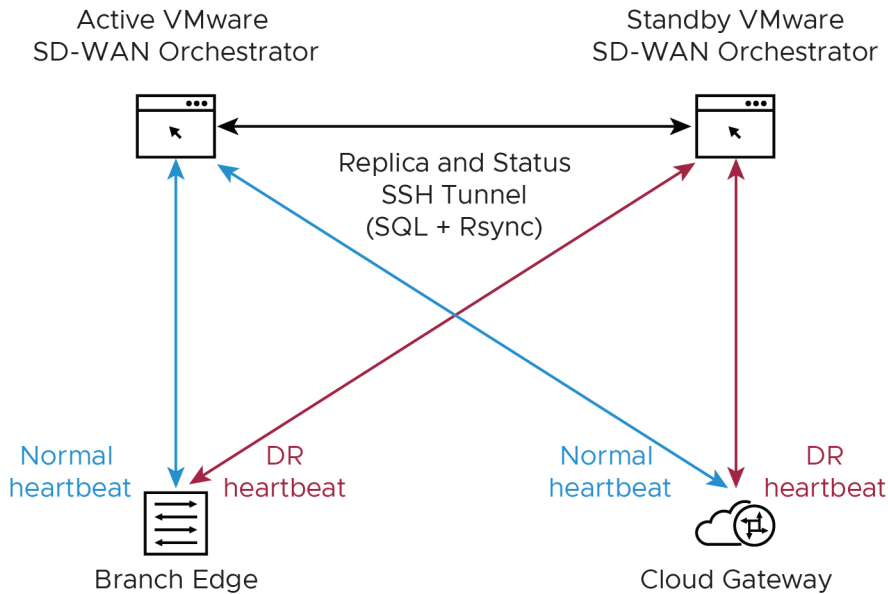 Active VMware
SD-WAN Orchestrator
Standby VMware
SD-WAN Orchestrator
Replica and Status
SSH Tunnel
(SQL + Rsync)
Normal
heartbeat
DR
heartbeat
Normal
heartbeat
DR
heartbeat
Branch Edge
Cloud Gateway